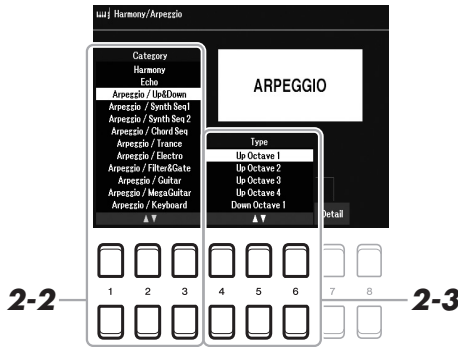 Harmony/Arpeggio
Category
Harmony
Echo
Arpeggio / Up&Down
Arpeggio / Synth Seq1
Arpeggio / Synth Seq 2
Arpeggio / Chord Seq
Arpeggio / Trance
Arpeggio / Electro
Arpeggio / Filter&Gate
Arpeggio / Guitar
Arpeggio / MegaGuitar
Arpeggio / Keyboard
▲▼
ARPEGGIO
Type
Up Octave 1
Up Octave 2
Up Octave 3
Up Octave 4
Down Octave 1
▲▼
Detail
1 2 3 4 5 6 7 8
2-2
2-3